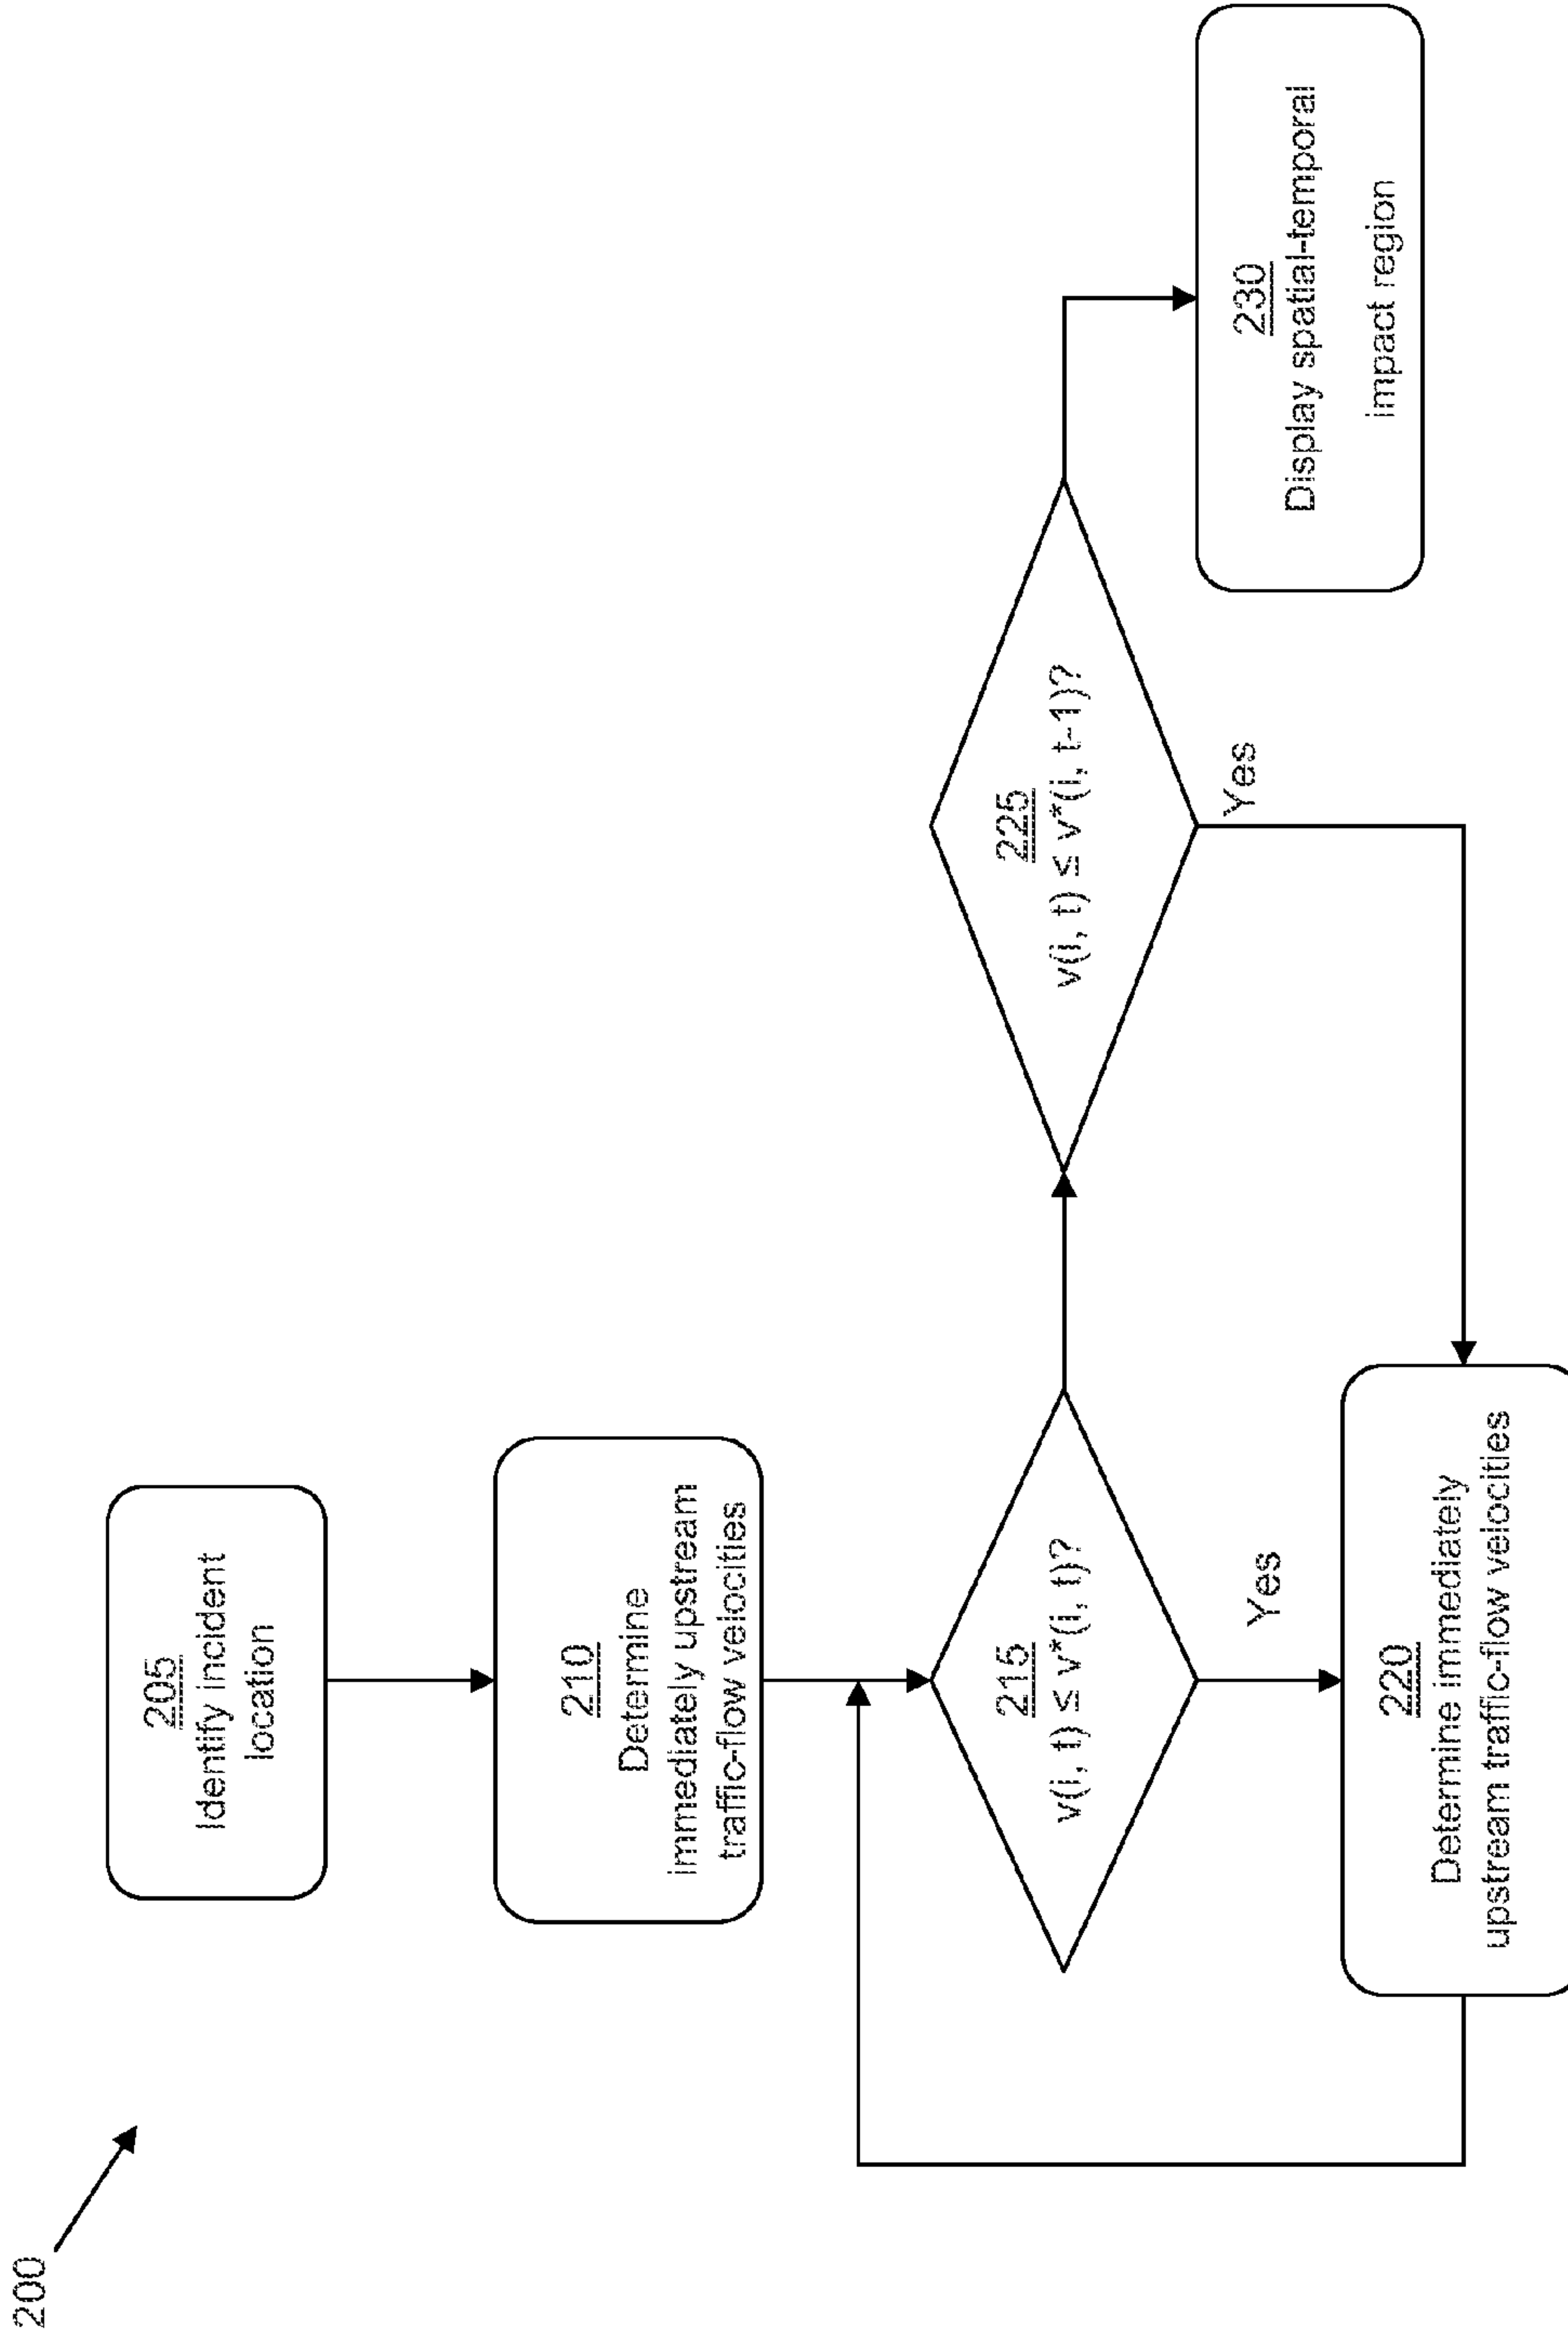 200
205
Identify incident
location
210
Determine
immediately upstream
traffic-flow velocities
215
v(i, t) ≤ v*(i, t)?
Yes
220
Determine immediately
upstream traffic-flow velocities
225
v(i, t) ≤ v*(i, t-1)?
Yes
230
Display spatial-temporal
impact region